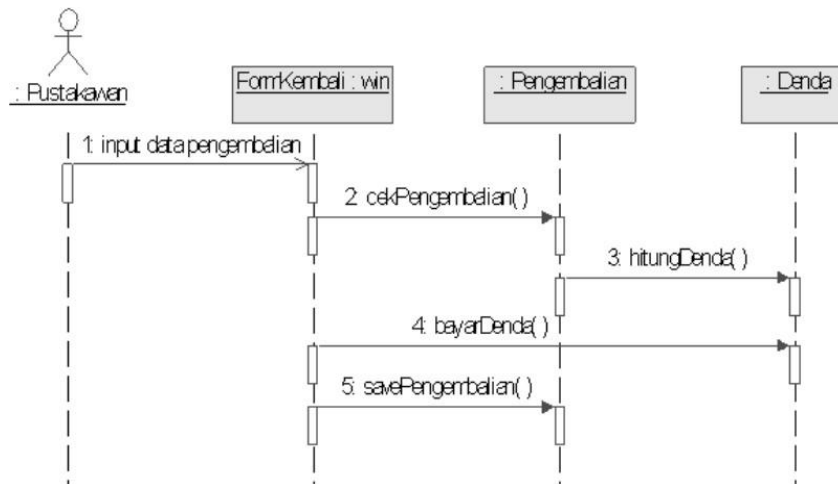 : Pustakawan
FormKembali : win
: Pengembalian
: Denda
1: input data pengembalian
2: cekPengembalian( )
3: hitungDenda( )
4: bayarDenda( )
5: savePengembalian( )